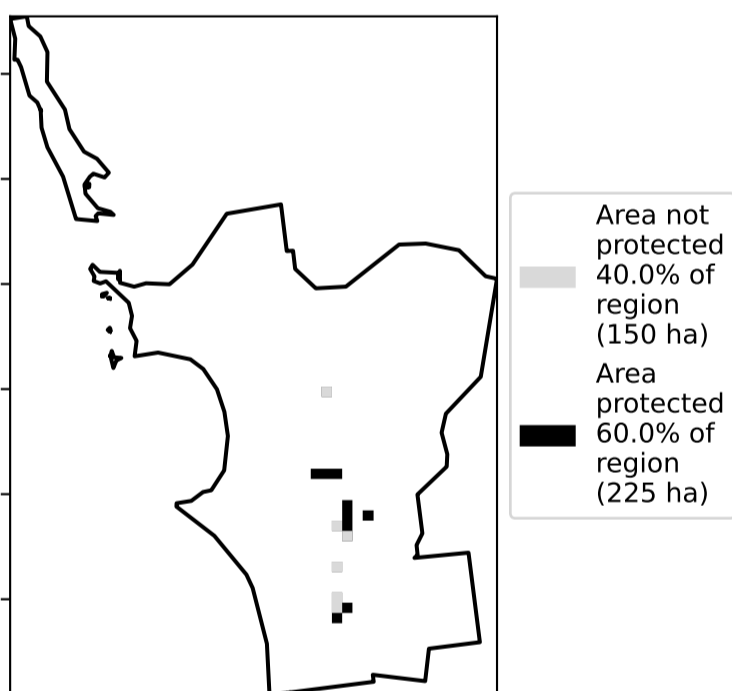 Area not
protected
40.0% of
region
(150 ha)
Area
protected
60.0% of
region
(225 ha)